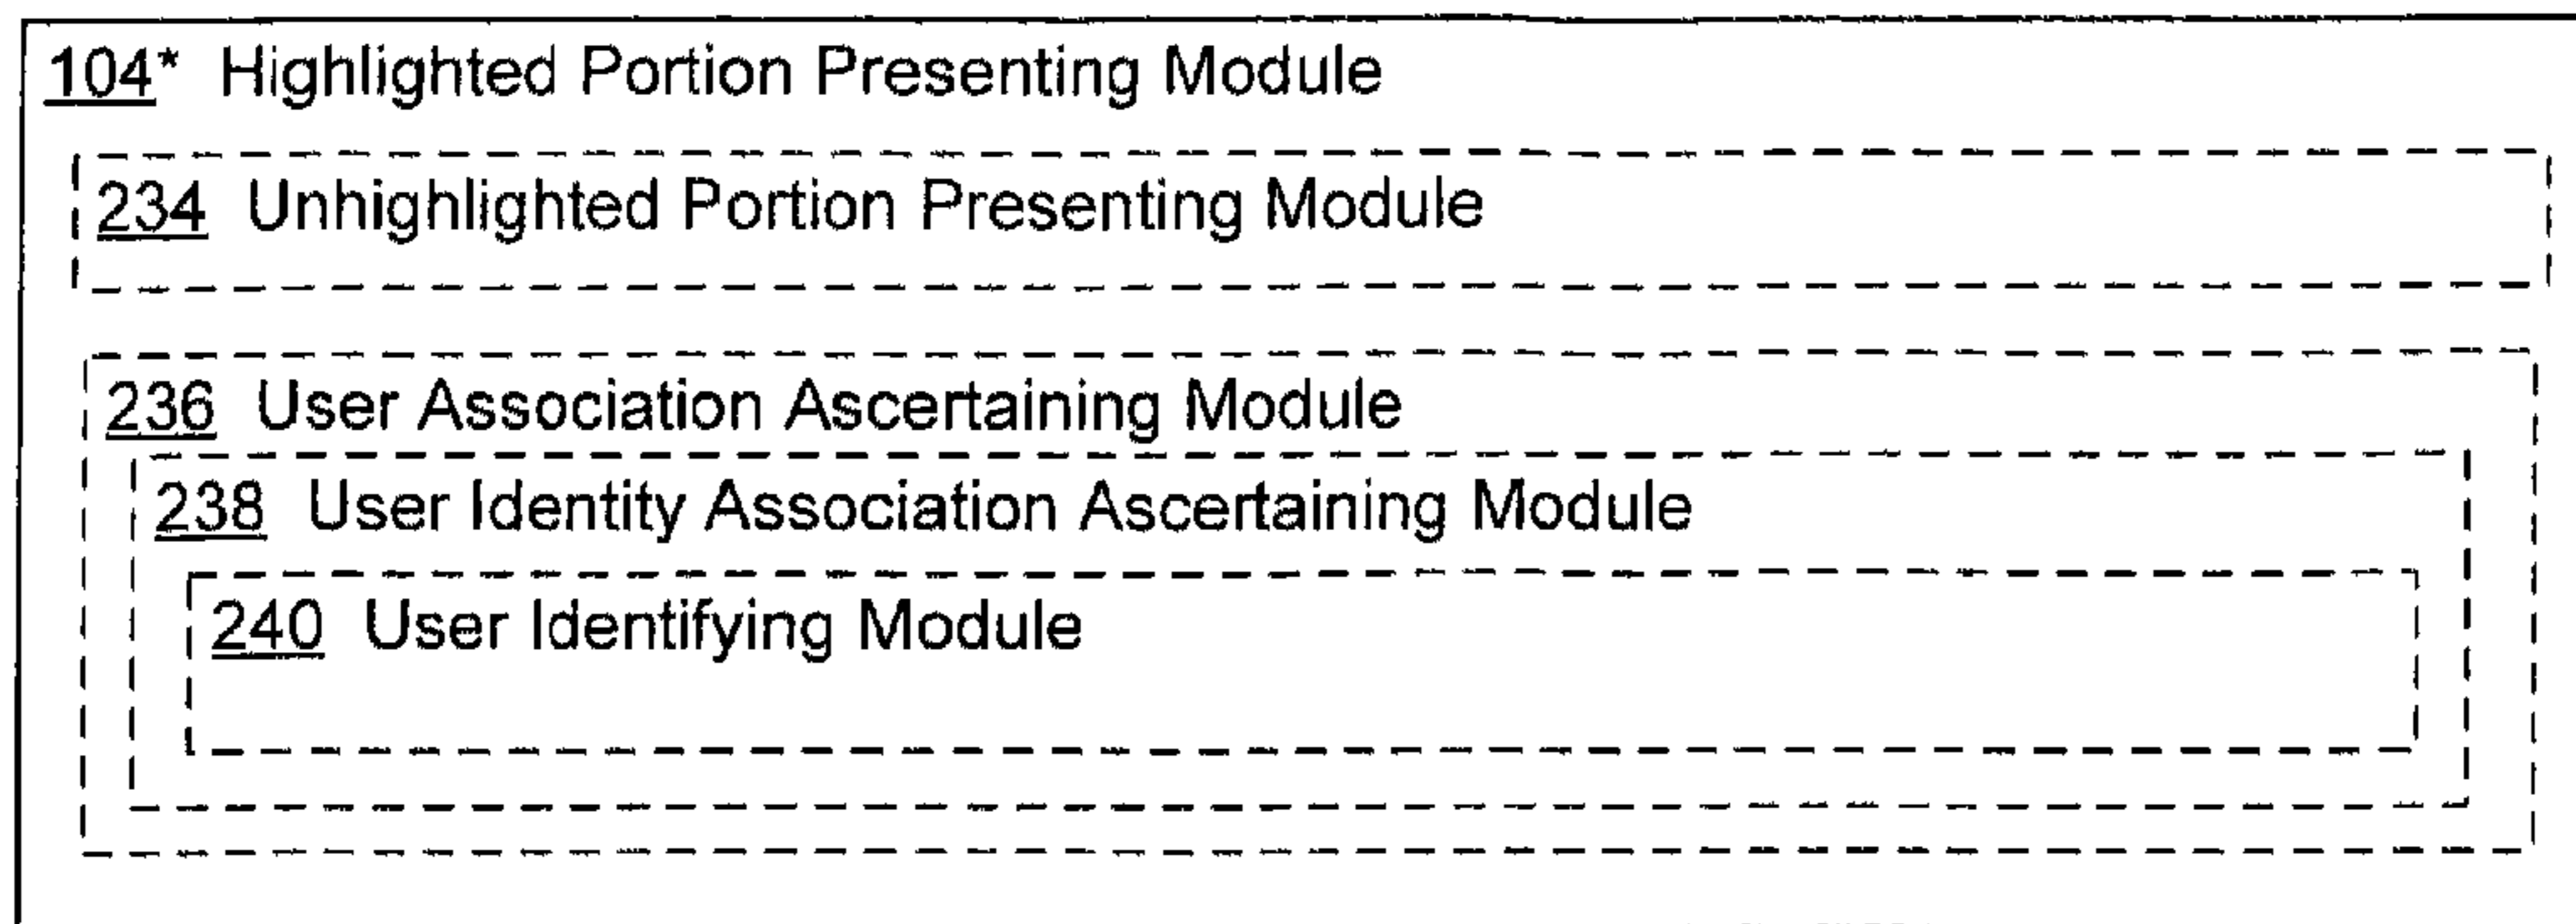 104* Highlighted Portion Presenting Module
234 Unhighlighted Portion Presenting Module
236 User Association Ascertaining Module
238 User Identity Association Ascertaining Module
240 User Identifying Module